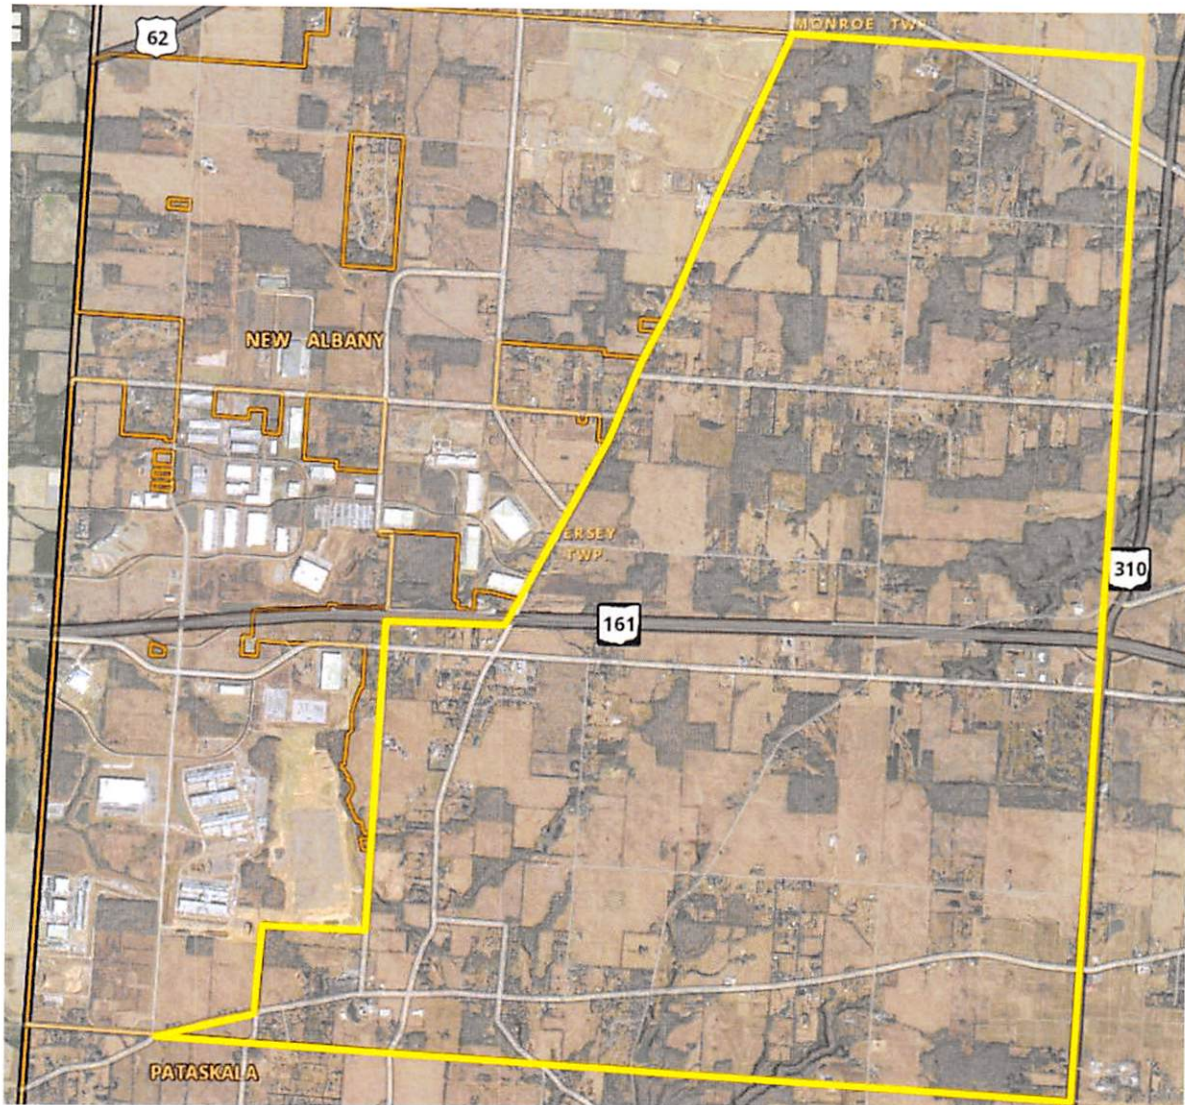 MONROE TWP
62
NEW ALBANY
ERSEY
TWP
310
161
PATASKALA